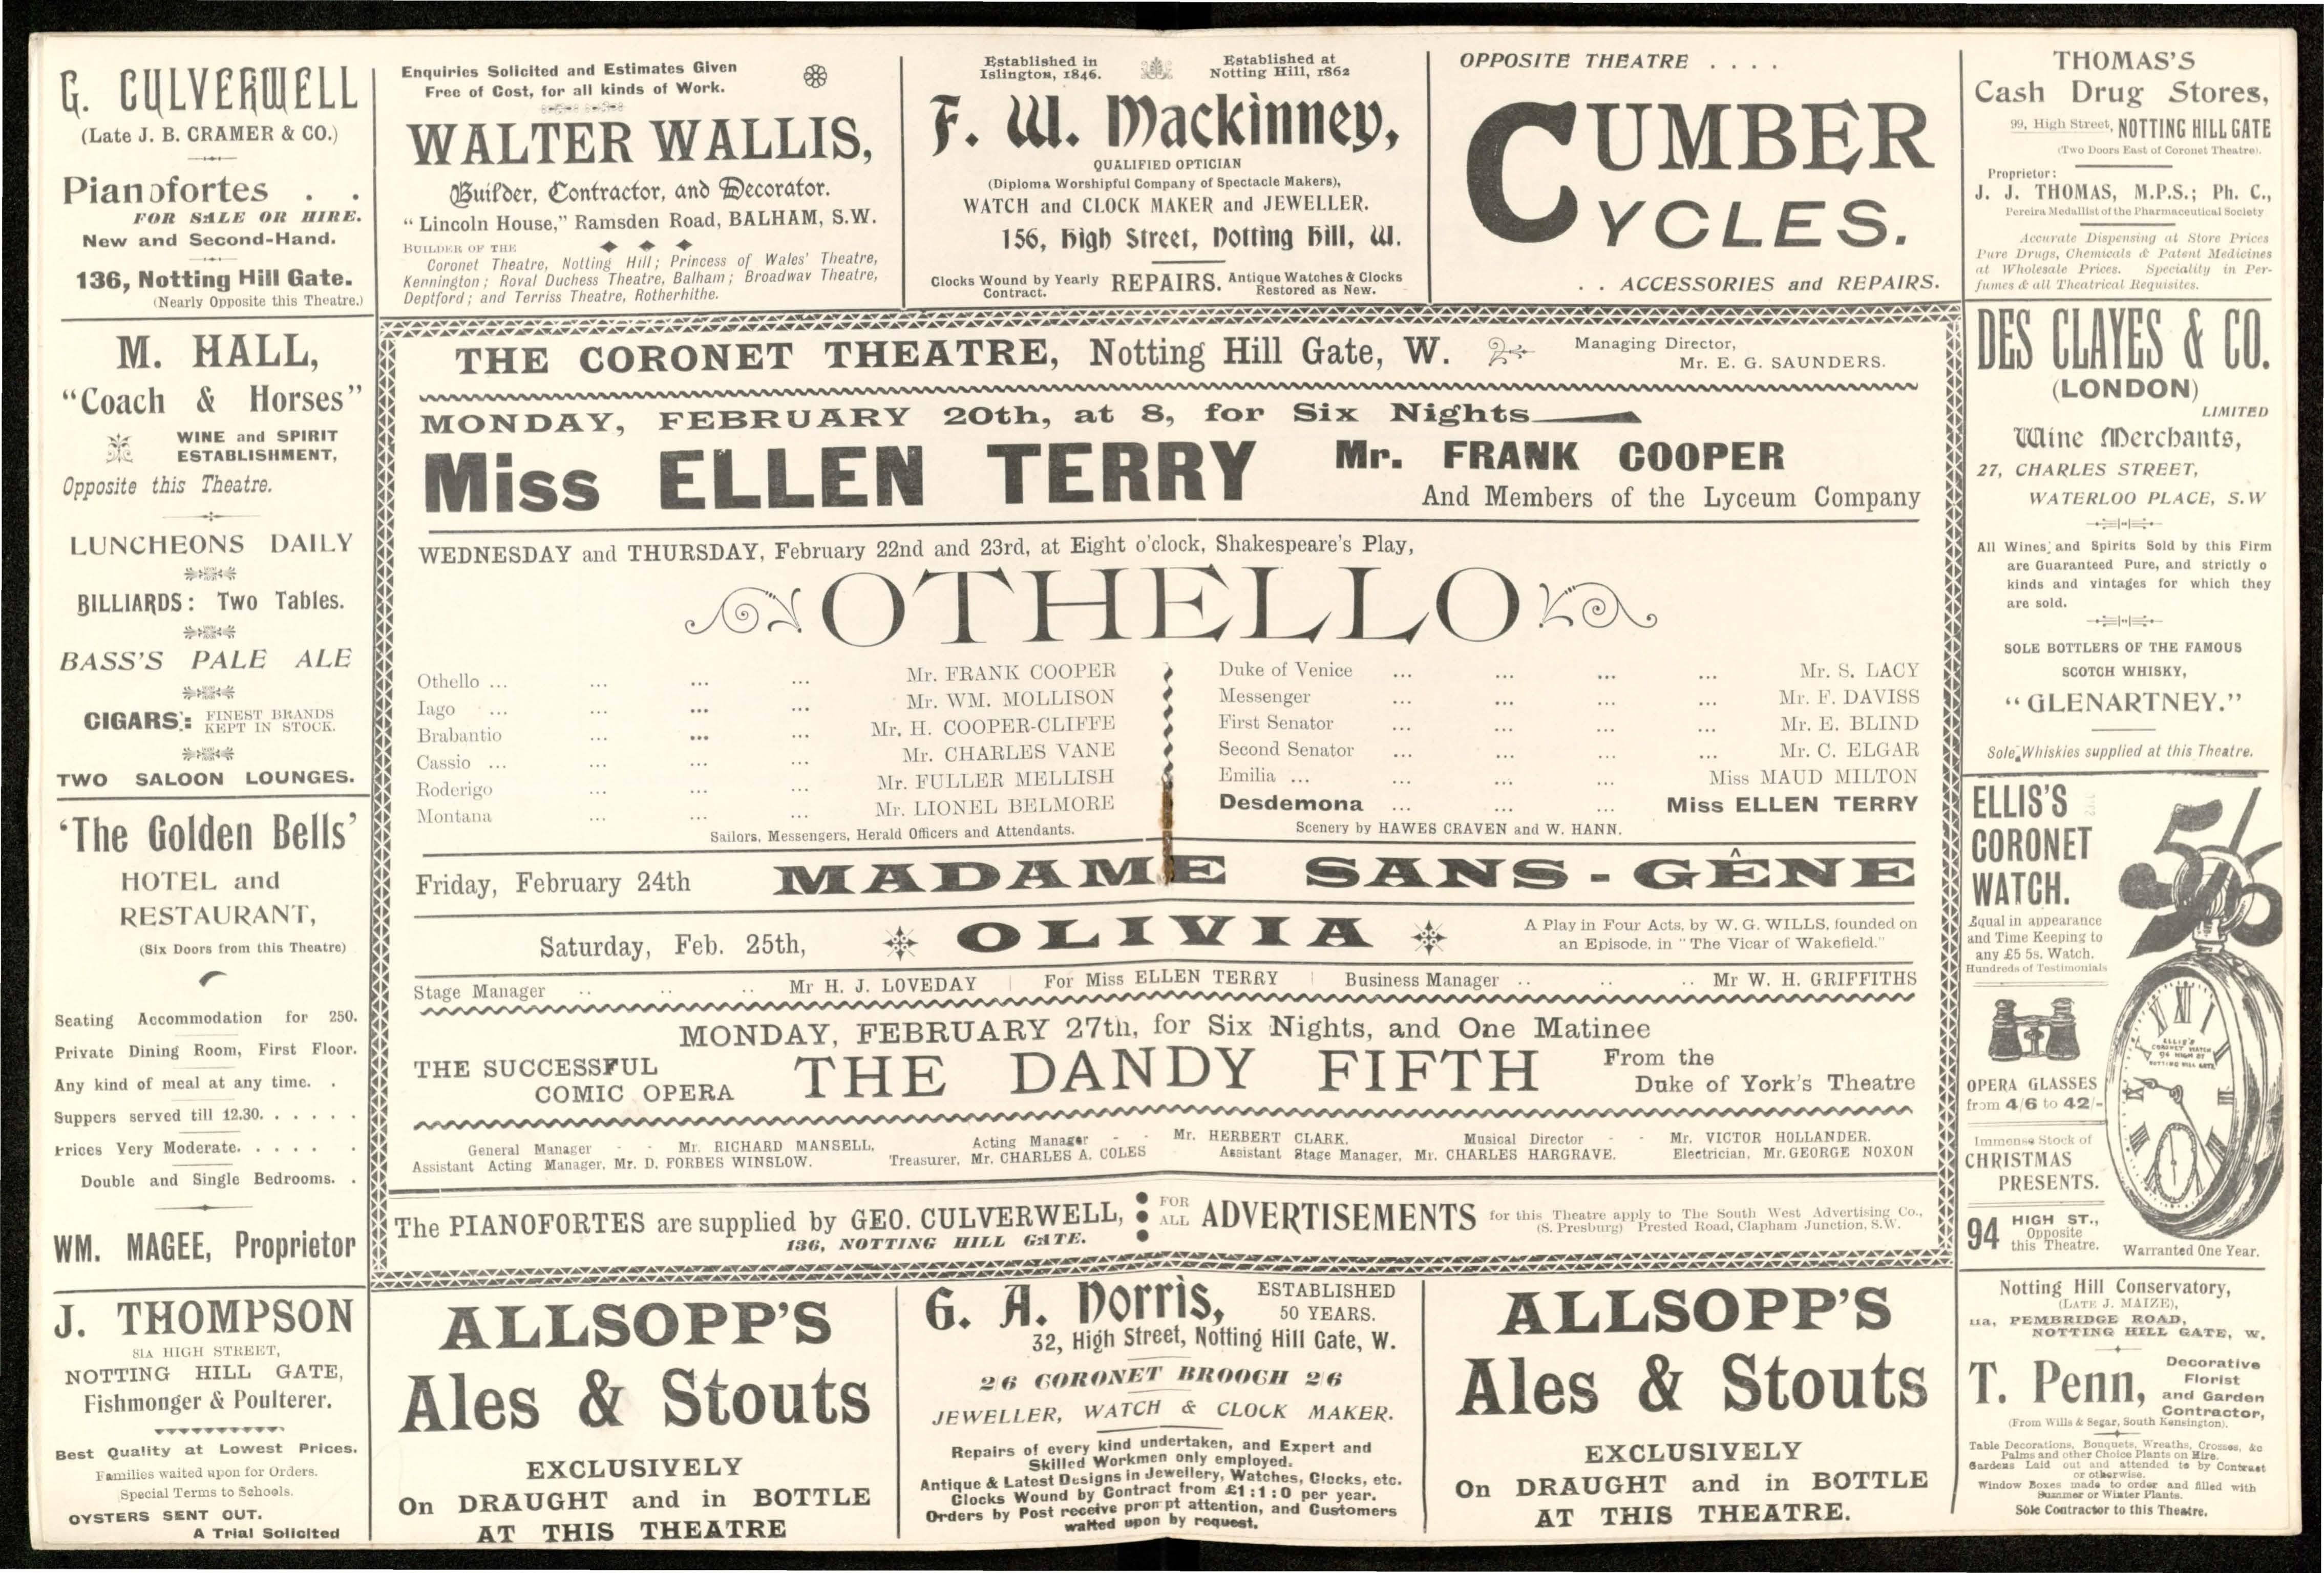 G. CULVERWELL
(Late J. B. CRAMER & CO.)
Pianofortes . .
FOR SALE OR HIRE.
New and Second-Hand.
136, Notting Hill Gate.
(Nearly Opposite this Theatre.)
M. HALL,
"Coach & Horses"
WINE and SPIRIT
ESTABLISHMENT,
Opposite this Theatre.
LUNCHEONS DAILY
BILLIARDS: Two Tables.
BASS'S PALE ALE
CIGARS: FINEST BRANDS
KEPT IN STOCK.
TWO SALOON LOUNGES.
'The Golden Bells'
HOTEL and
RESTAURANT,
(Six Doors from this Theatre)
Seating Accommodation for 250.
Private Dining Room, First Floor.
Any kind of meal at any time. .
Suppers served till 12.30. . . . . .
Prices Very Moderate. . . . . .
Double and Single Bedrooms. .
WM. MAGEE, Proprietor
J. THOMPSON
81A HIGH STREET,
NOTTING HILL GATE,
Fishmonger & Poulterer.
Best Quality at Lowest Prices.
Families waited upon for Orders.
Special Terms to Schools.
OYSTERS SENT OUT.
A Trial Solicited
Enquiries Solicited and Estimates Given
Free of Cost, for all kinds of Work.
WALTER WALLIS,
Builder, Contractor, and Decorator.
"Lincoln House," Ramsden Road, BALHAM, S.W.
BUILDER OF THE
Coronet Theatre, Notting Hill; Princess of Wales' Theatre,
Kennington; Royal Duchess Theatre, Balham; Broadway Theatre,
Deptford; and Terriss Theatre, Rotherhithe.
Established in
Islington, 1846.
Established at
Notting Hill, 1862
F. W. Mackinney,
QUALIFIED OPTICIAN
(Diploma Worshipful Company of Spectacle Makers),
WATCH and CLOCK MAKER and JEWELLER.
156, High Street, Notting Hill, W.
Clocks Wound by Yearly
Contract.
REPAIRS.
Antique Watches & Clocks
Restored as New.
OPPOSITE THEATRE . . . .
CUMBER
CYCLES.
. . ACCESSORIES and REPAIRS.
THE CORONET THEATRE, Notting Hill Gate, W.
Managing Director,
Mr. E. G. SAUNDERS.
MONDAY, FEBRUARY 20th, at 8, for Six Nights
Miss ELLEN TERRY
Mr. FRANK COOPER
And Members of the Lyceum Company
WEDNESDAY and THURSDAY, February 22nd and 23rd, at Eight o'clock, Shakespeare's Play,
OTHELLO
Othello ... ... ... ... Mr. FRANK COOPER
Iago ... ... ... ... Mr. WM. MOLLISON
Brabantio ... ... ... Mr. H. COOPER-CLIFFE
Cassio ... ... ... ... Mr. CHARLES VANE
Roderigo ... ... ... Mr. FULLER MELLISH
Montana ... ... ... Mr. LIONEL BELMORE
Sailors, Messengers, Herald Officers and Attendants.
Duke of Venice ... ... ... ... Mr. S. LACY
Messenger ... ... ... ... Mr. F. DAVISS
First Senator ... ... ... ... Mr. E. BLIND
Second Senator ... ... ... ... Mr. C. ELGAR
Emilia ... ... ... ... Miss MAUD MILTON
Desdemona ... ... ... Miss ELLEN TERRY
Scenery by HAWES CRAVEN and W. HANN.
Friday, February 24th MADAME SANS-GÊNE
Saturday, Feb. 25th, OLIVIA
A Play in Four Acts, by W. G. WILLS, founded on
an Episode, in "The Vicar of Wakefield."
Stage Manager .. .. .. Mr H. J. LOVEDAY | For Miss ELLEN TERRY | Business Manager .. .. .. Mr W. H. GRIFFITHS
MONDAY, FEBRUARY 27th, for Six Nights, and One Matinee
THE SUCCESSFUL
COMIC OPERA
THE DANDY FIFTH
From the
Duke of York's Theatre
General Manager - - Mr. RICHARD MANSELL,
Assistant Acting Manager, Mr. D. FORBES WINSLOW.
Acting Manager - - Mr. HERBERT CLARK.
Treasurer, Mr. CHARLES A. COLES
Assistant Stage Manager, Mr. CHARLES HARGRAVE.
Musical Director - - Mr. VICTOR HOLLANDER.
Electrician, Mr. GEORGE NOXON
The PIANOFORTES are supplied by GEO. CULVERWELL,
136, NOTTING HILL GATE.
FOR
ALL
ADVERTISEMENTS
for this Theatre apply to The South West Advertising Co.,
(S. Presburg) Prested Road, Clapham Junction, S.W.
ALLSOPP'S
Ales & Stouts
EXCLUSIVELY
On DRAUGHT and in BOTTLE
AT THIS THEATRE
G. A. Norris,
ESTABLISHED
50 YEARS.
32, High Street, Notting Hill Gate, W.
2/6 CORONET BROOCH 2/6
JEWELLER, WATCH & CLOCK MAKER.
Repairs of every kind undertaken, and Expert and
Skilled Workmen only employed.
Antique & Latest Designs in Jewellery, Watches, Clocks, etc.
Clocks Wound by Contract from £1:1:0 per year.
Orders by Post receive prompt attention, and Customers
waited upon by request.
ALLSOPP'S
Ales & Stouts
EXCLUSIVELY
On DRAUGHT and in BOTTLE
AT THIS THEATRE.
THOMAS'S
Cash Drug Stores,
99, High Street, NOTTING HILL GATE
(Two Doors East of Coronet Theatre).
Proprietor:
J. J. THOMAS, M.P.S.; Ph. C.,
Pereira Medallist of the Pharmaceutical Society
Accurate Dispensing at Store Prices
Pure Drugs, Chemicals & Patent Medicines
at Wholesale Prices. Speciality in Per-
fumes & all Theatrical Requisites.
DES CLAYES & CO.
(LONDON)
LIMITED
Wine Merchants,
27, CHARLES STREET,
WATERLOO PLACE, S.W
All Wines and Spirits Sold by this Firm
are Guaranteed Pure, and strictly o
kinds and vintages for which they
are sold.
SOLE BOTTLERS OF THE FAMOUS
SCOTCH WHISKY,
"GLENARTNEY."
Sole Whiskies supplied at this Theatre.
ELLIS'S
CORONET
WATCH.
5/6
Equal in appearance
and Time Keeping to
any £5 5s. Watch.
Hundreds of Testimonials
ELLIS'S
CORONET WATCH
94 HIGH ST
NOTTING HILL GATE
OPERA GLASSES
from 4/6 to 42/-
Immense Stock of
CHRISTMAS
PRESENTS.
94 HIGH ST.,
Opposite
this Theatre.
Warranted One Year.
Notting Hill Conservatory,
(LATE J. MAIZE),
11a, PEMBRIDGE ROAD,
NOTTING HILL GATE, W.
T. Penn,
Decorative
Florist
and Garden
Contractor,
(From Wills & Segar, South Kensington).
Table Decorations, Bouquets, Wreaths, Crosses, &c
Palms and other Choice Plants on Hire.
Gardens Laid out and attended to by Contract
or otherwise.
Window Boxes made to order and filled with
Summer or Winter Plants.
Sole Contractor to this Theatre.